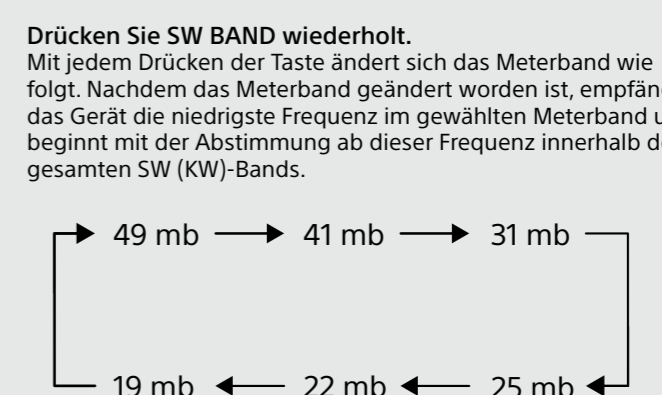 Drücken Sie SW BAND wiederholt.
Mit jedem Drücken der Taste ändert sich das Meterband wie
folgt. Nachdem das Meterband geändert worden ist,
das Gerät die niedrigste Frequenz im gewählten Meterband
beginnt mit der Abstimmung ab dieser Frequenz innerhalb
gesamten SW (KW)-Bands.
49 mb 41 mb 31 mb
19 mb 22 mb 25 mb